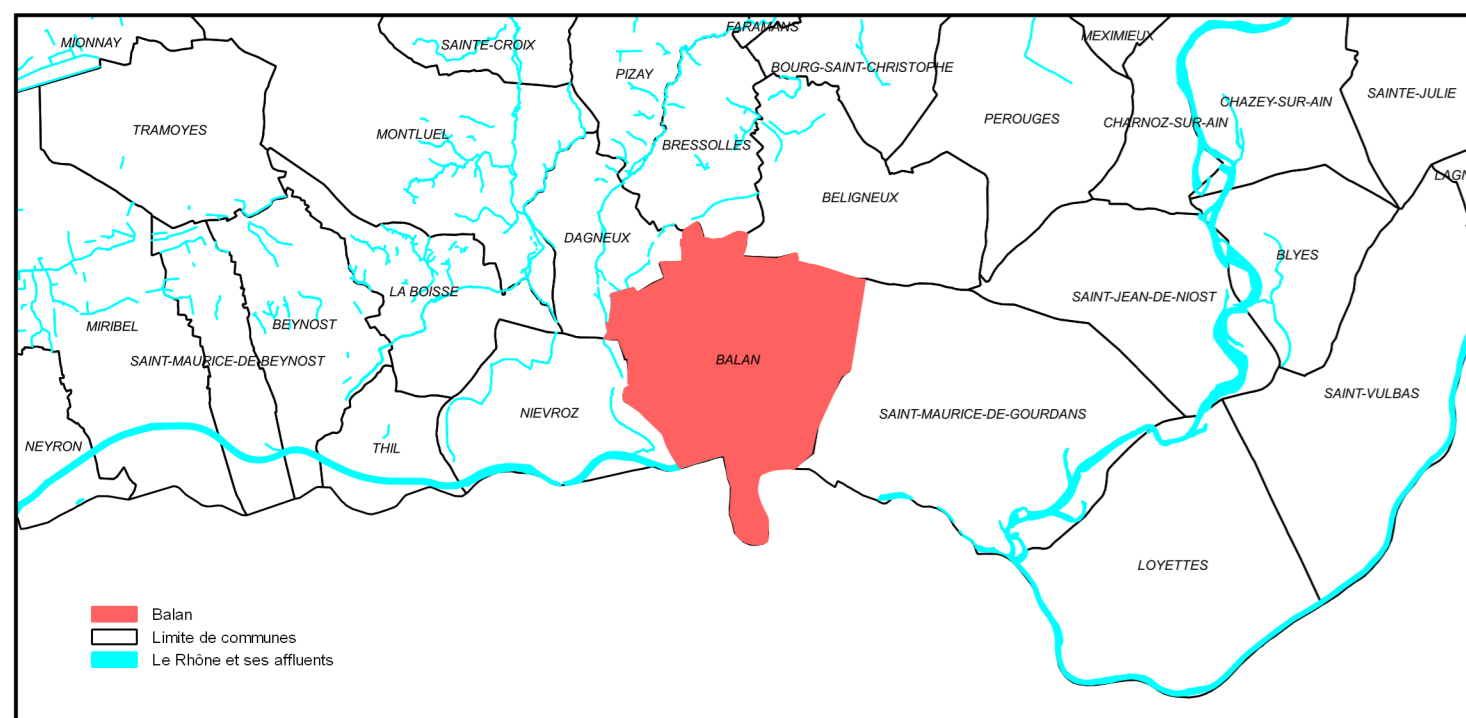 FARAMANS
MEXIMIEUX
MIONNAY
SAINTE-CROIX
PIZAY
BOURG-SAINT-CHRISTOPHE
SAINTE-JULIE
CHAZEY-SUR-AIN
PEROUGES
CHARNOZ-SUR-AIN
TRAMOYES
MONTLUEL
BRESSOLLES
LAGN
BELIGNEUX
DAGNEUX
BLYES
LA BOISSE
SAINT-JEAN-DE-NIOST
MIRIBEL
BEYNOST
SAINT-MAURICE-DE-BEYNOST
BALAN
SAINT-VULBAS
NIEVROZ
SAINT-MAURICE-DE-GOURDANS
NEYRON
THIL
LOYETTES
Balan
Limite de communes
Le Rhône et ses affluents